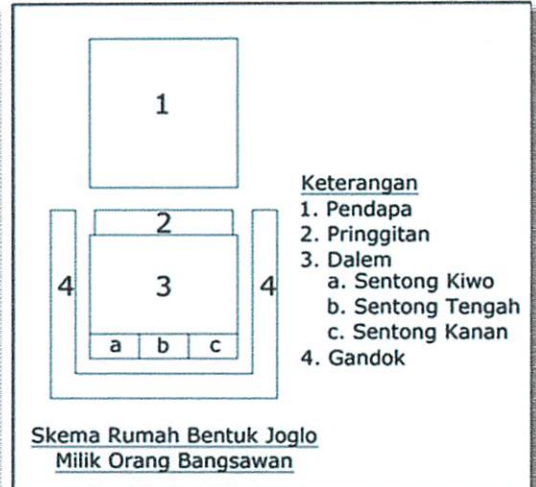 1
2
4 3 4
a b c
Keterangan
1. Pendapa
2. Pringgitan
3. Dalem
a. Sentong Kiwo
b. Sentong Tengah
c. Sentong Kanan
4. Gandok
Skema Rumah Bentuk Joglo
Milik Orang Bangsawan